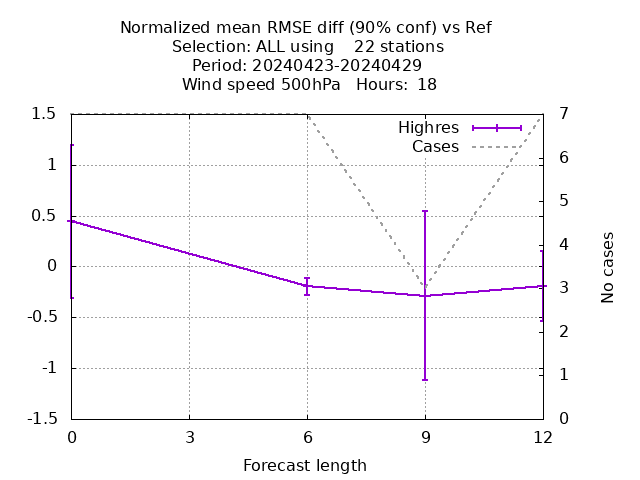 Normalized mean RMSE diff (90% conf) vs Ref
Selection: ALL using    22 stations
Period: 20240423-20240429
Wind speed 500hPa   Hours:  18
1.5
1
0.5
0
-0.5
-1
-1.5
7
6
5
4
3
2
1
0
Highres
Cases
No cases
0 3 6 9 12
Forecast length